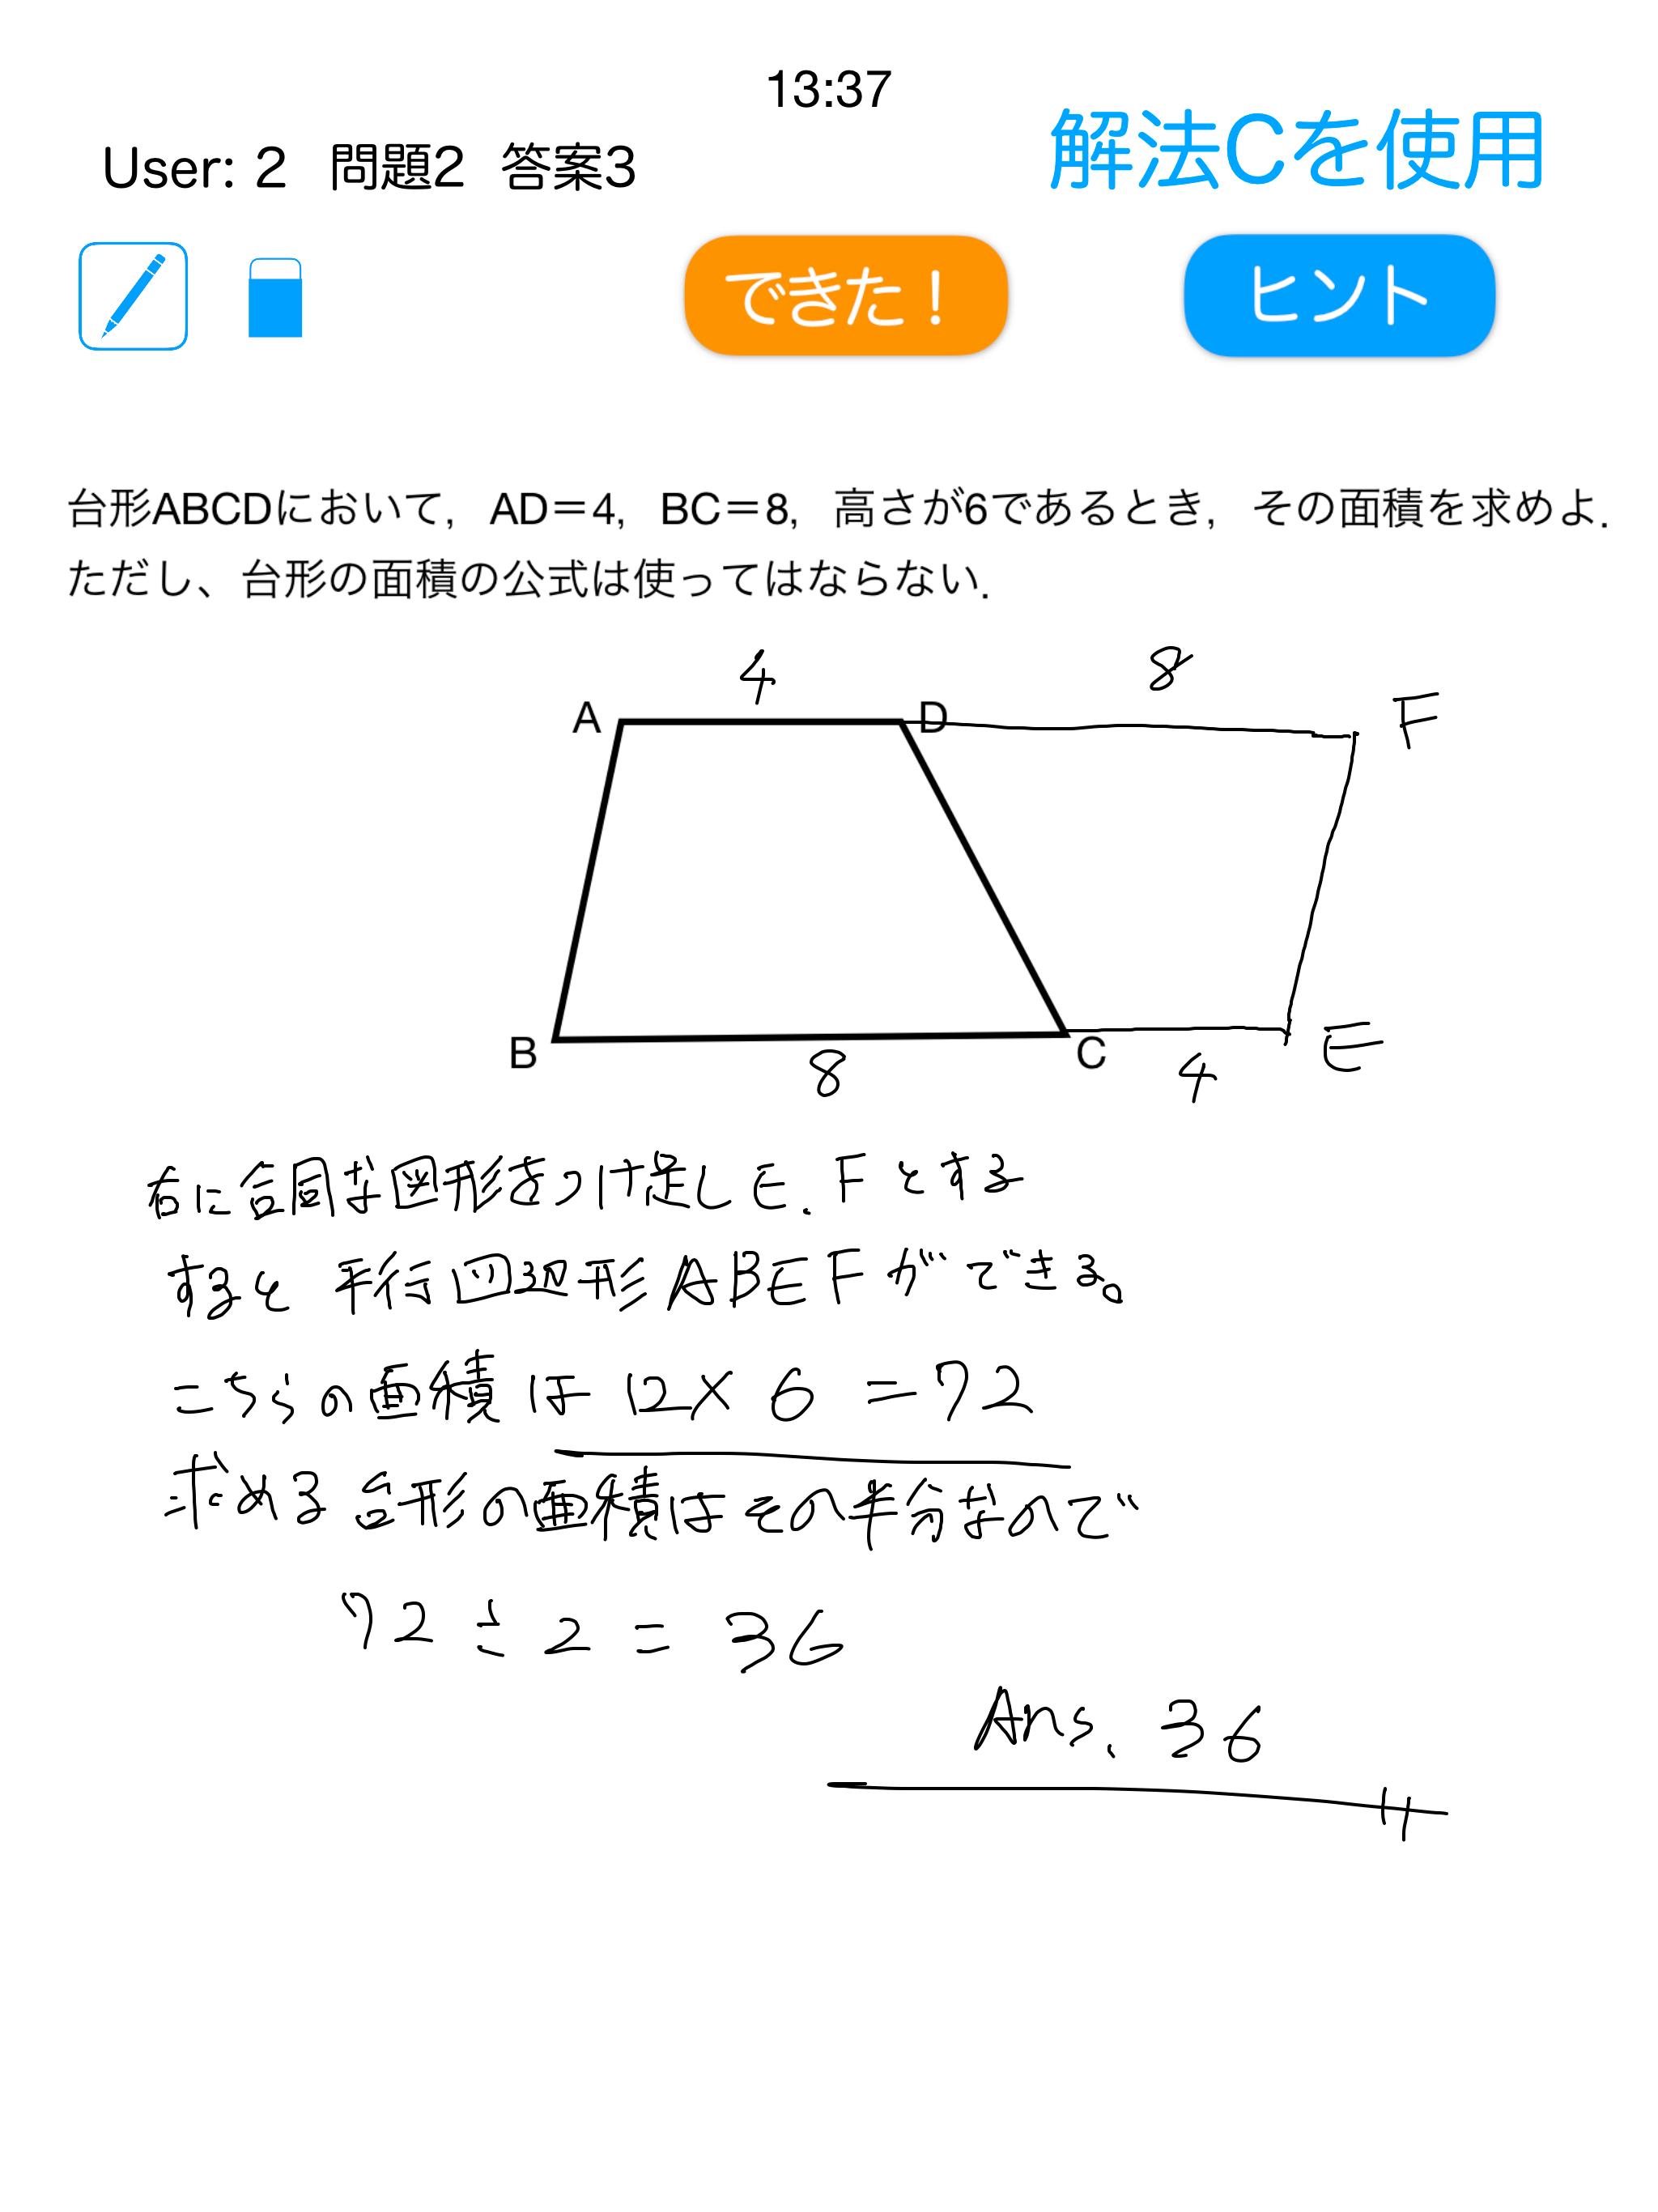 13:37
解法Cを使用
User: 2 問題2 答案3
できた！
ヒント
台形ABCDにおいて，AD＝4，BC＝8，高さが6であるとき，その面積を求めよ．
ただし、台形の面積の公式は使ってはならない．
4
8
A
D
F
B
C
E
8
4
右に合同な図形をつけ足しE.Fとする
すると平行四辺形ABEFができる。
こちらの面積は12×6=72
求める台形の面積はその半分なので
72÷2=36
Ans. 36